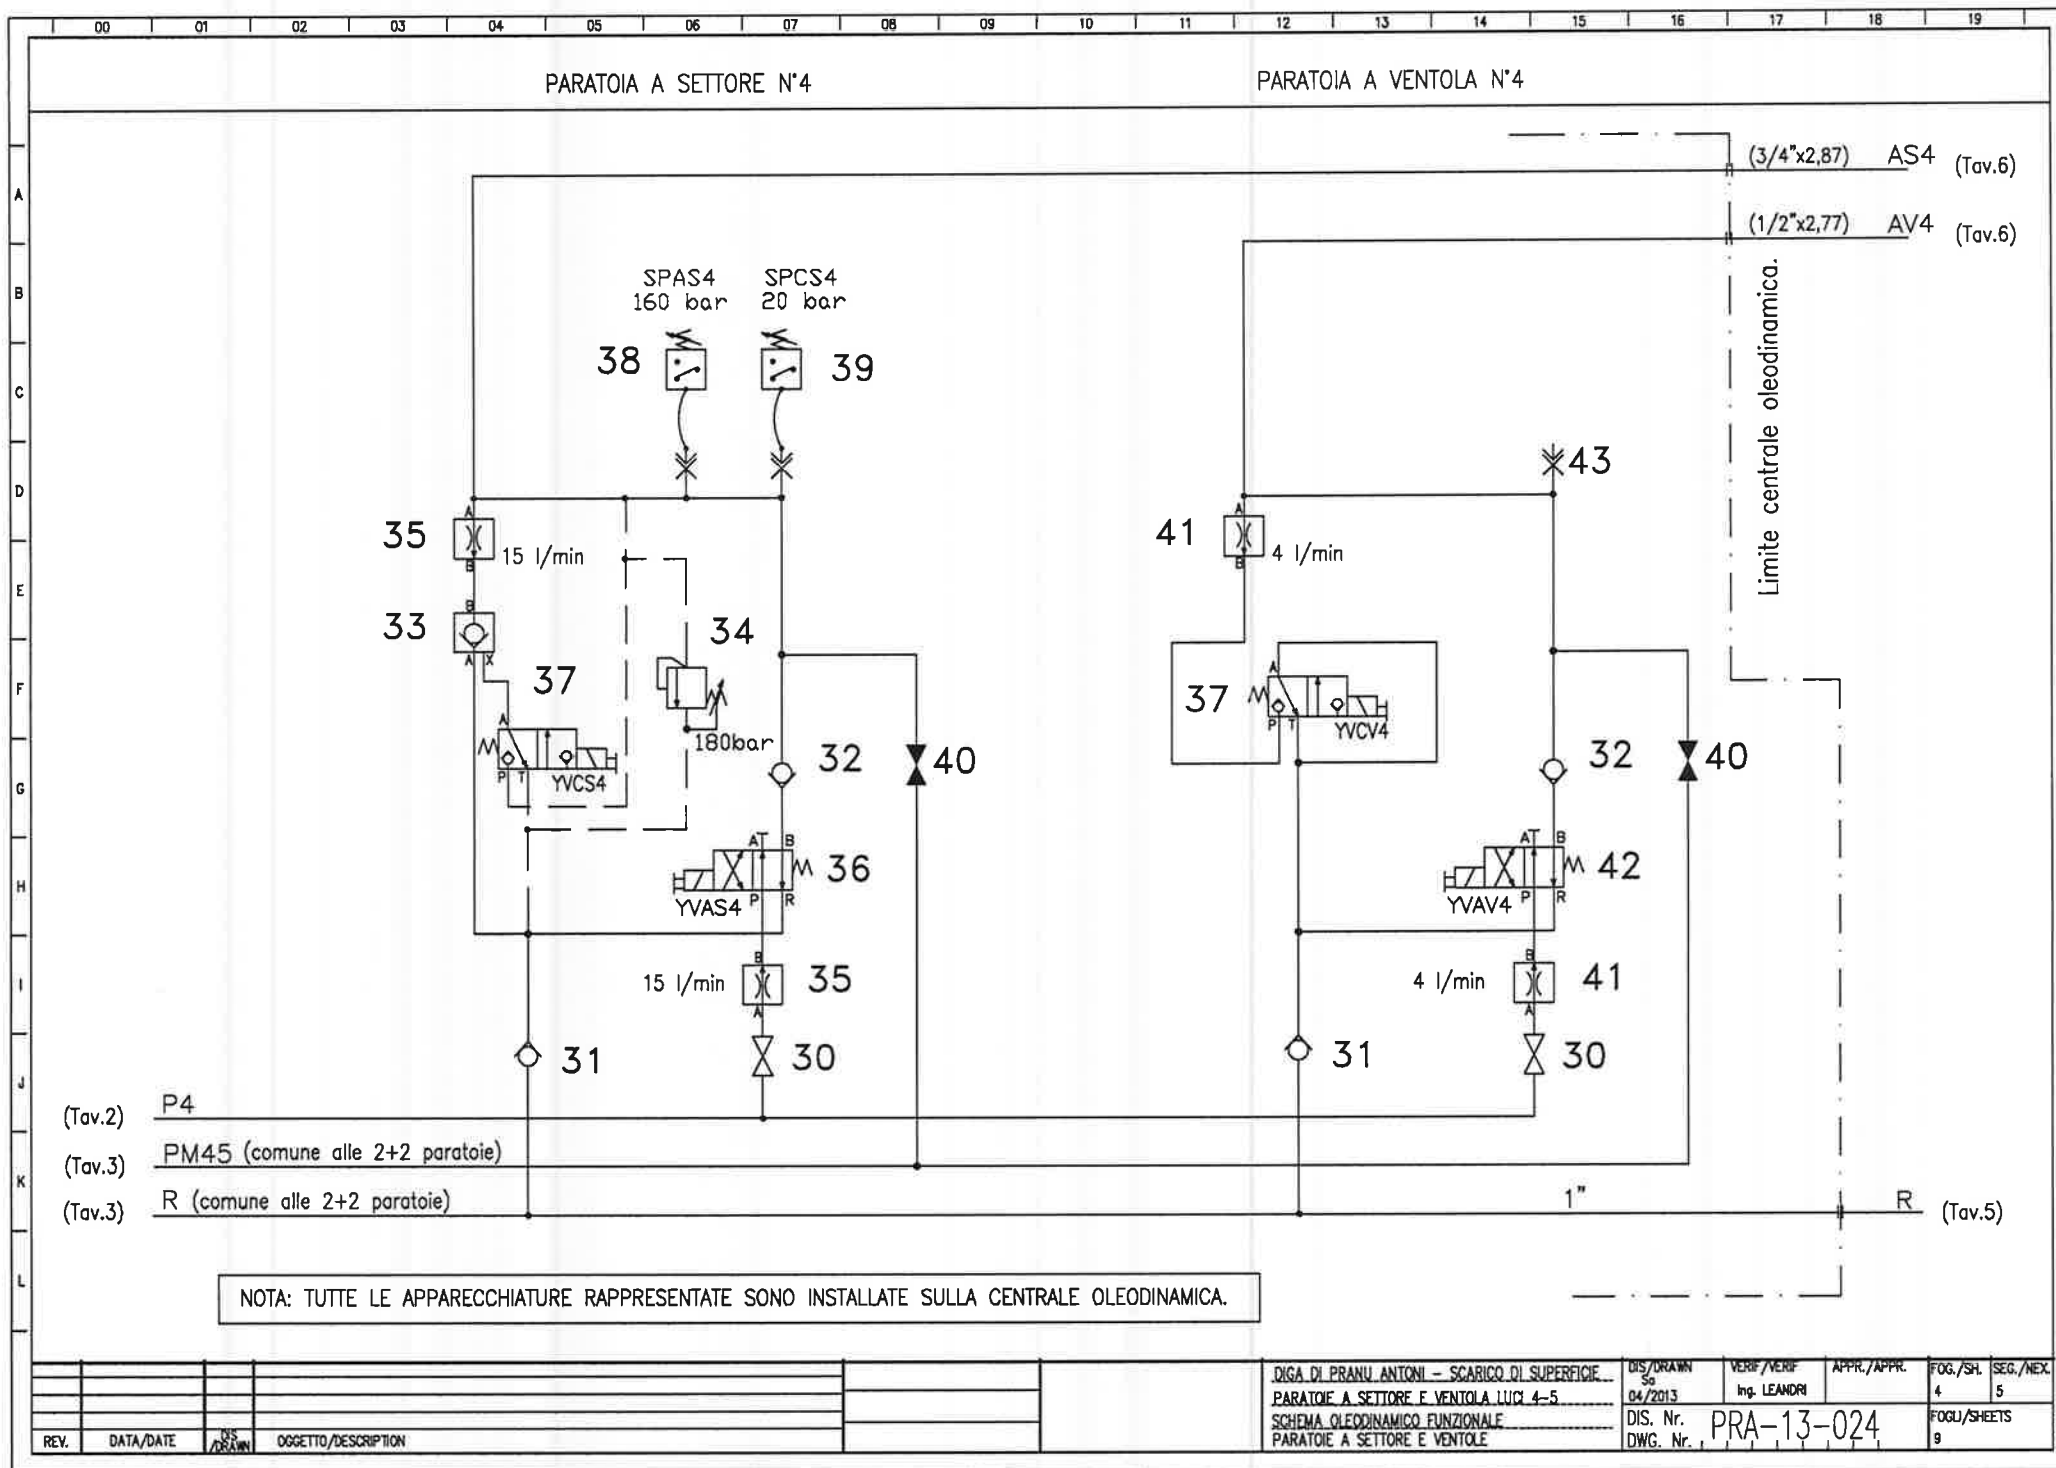 00 01 02 03 04 05 06 07 08 09 10 11 12 13 14 15 16 17 18 19
PARATOIA A SETTORE N°4
PARATOIA A VENTOLA N°4
A
B
C
D
E
F
G
H
I
J
K
L
(3/4"x2,87) AS4 (Tav.6)
(1/2"x2,77) AV4 (Tav.6)
Limite centrale oleodinamica.
SPAS4
160 bar
SPCS4
20 bar
38
39
43
A
35
15 l/min
B
A
41
4 l/min
B
B
33
A X
34
180bar
37
A
P T
YVCS4
37
A
P T
YVCV4
32
40
32
40
A B
36
P R
YVAS4
A B
42
P R
YVAV4
B
15 l/min
35
A
B
4 l/min
41
A
31
30
31
30
(Tav.2) P4
(Tav.3) PM45 (comune alle 2+2 paratoie)
(Tav.3) R (comune alle 2+2 paratoie)
1" R (Tav.5)
NOTA: TUTTE LE APPARECCHIATURE RAPPRESENTATE SONO INSTALLATE SULLA CENTRALE OLEODINAMICA.
REV. DATA/DATE DIS /DRAWN OGGETTO/DESCRIPTION
DIGA DI PRANU ANTONI – SCARICO DI SUPERFICIE
PARATOIE A SETTORE E VENTOLA LUCI 4-5
SCHEMA OLEODINAMICO FUNZIONALE
PARATOIE A SETTORE E VENTOLE
DIS/DRAWN
Sa
04/2013
VERIF/VERIF
Ing. LEANDRI
APPR./APPR.
FOG./SH.
4
SEG./NEX.
5
DIS. Nr.
DWG. Nr.
PRA-13-024
FOGLI/SHEETS
9